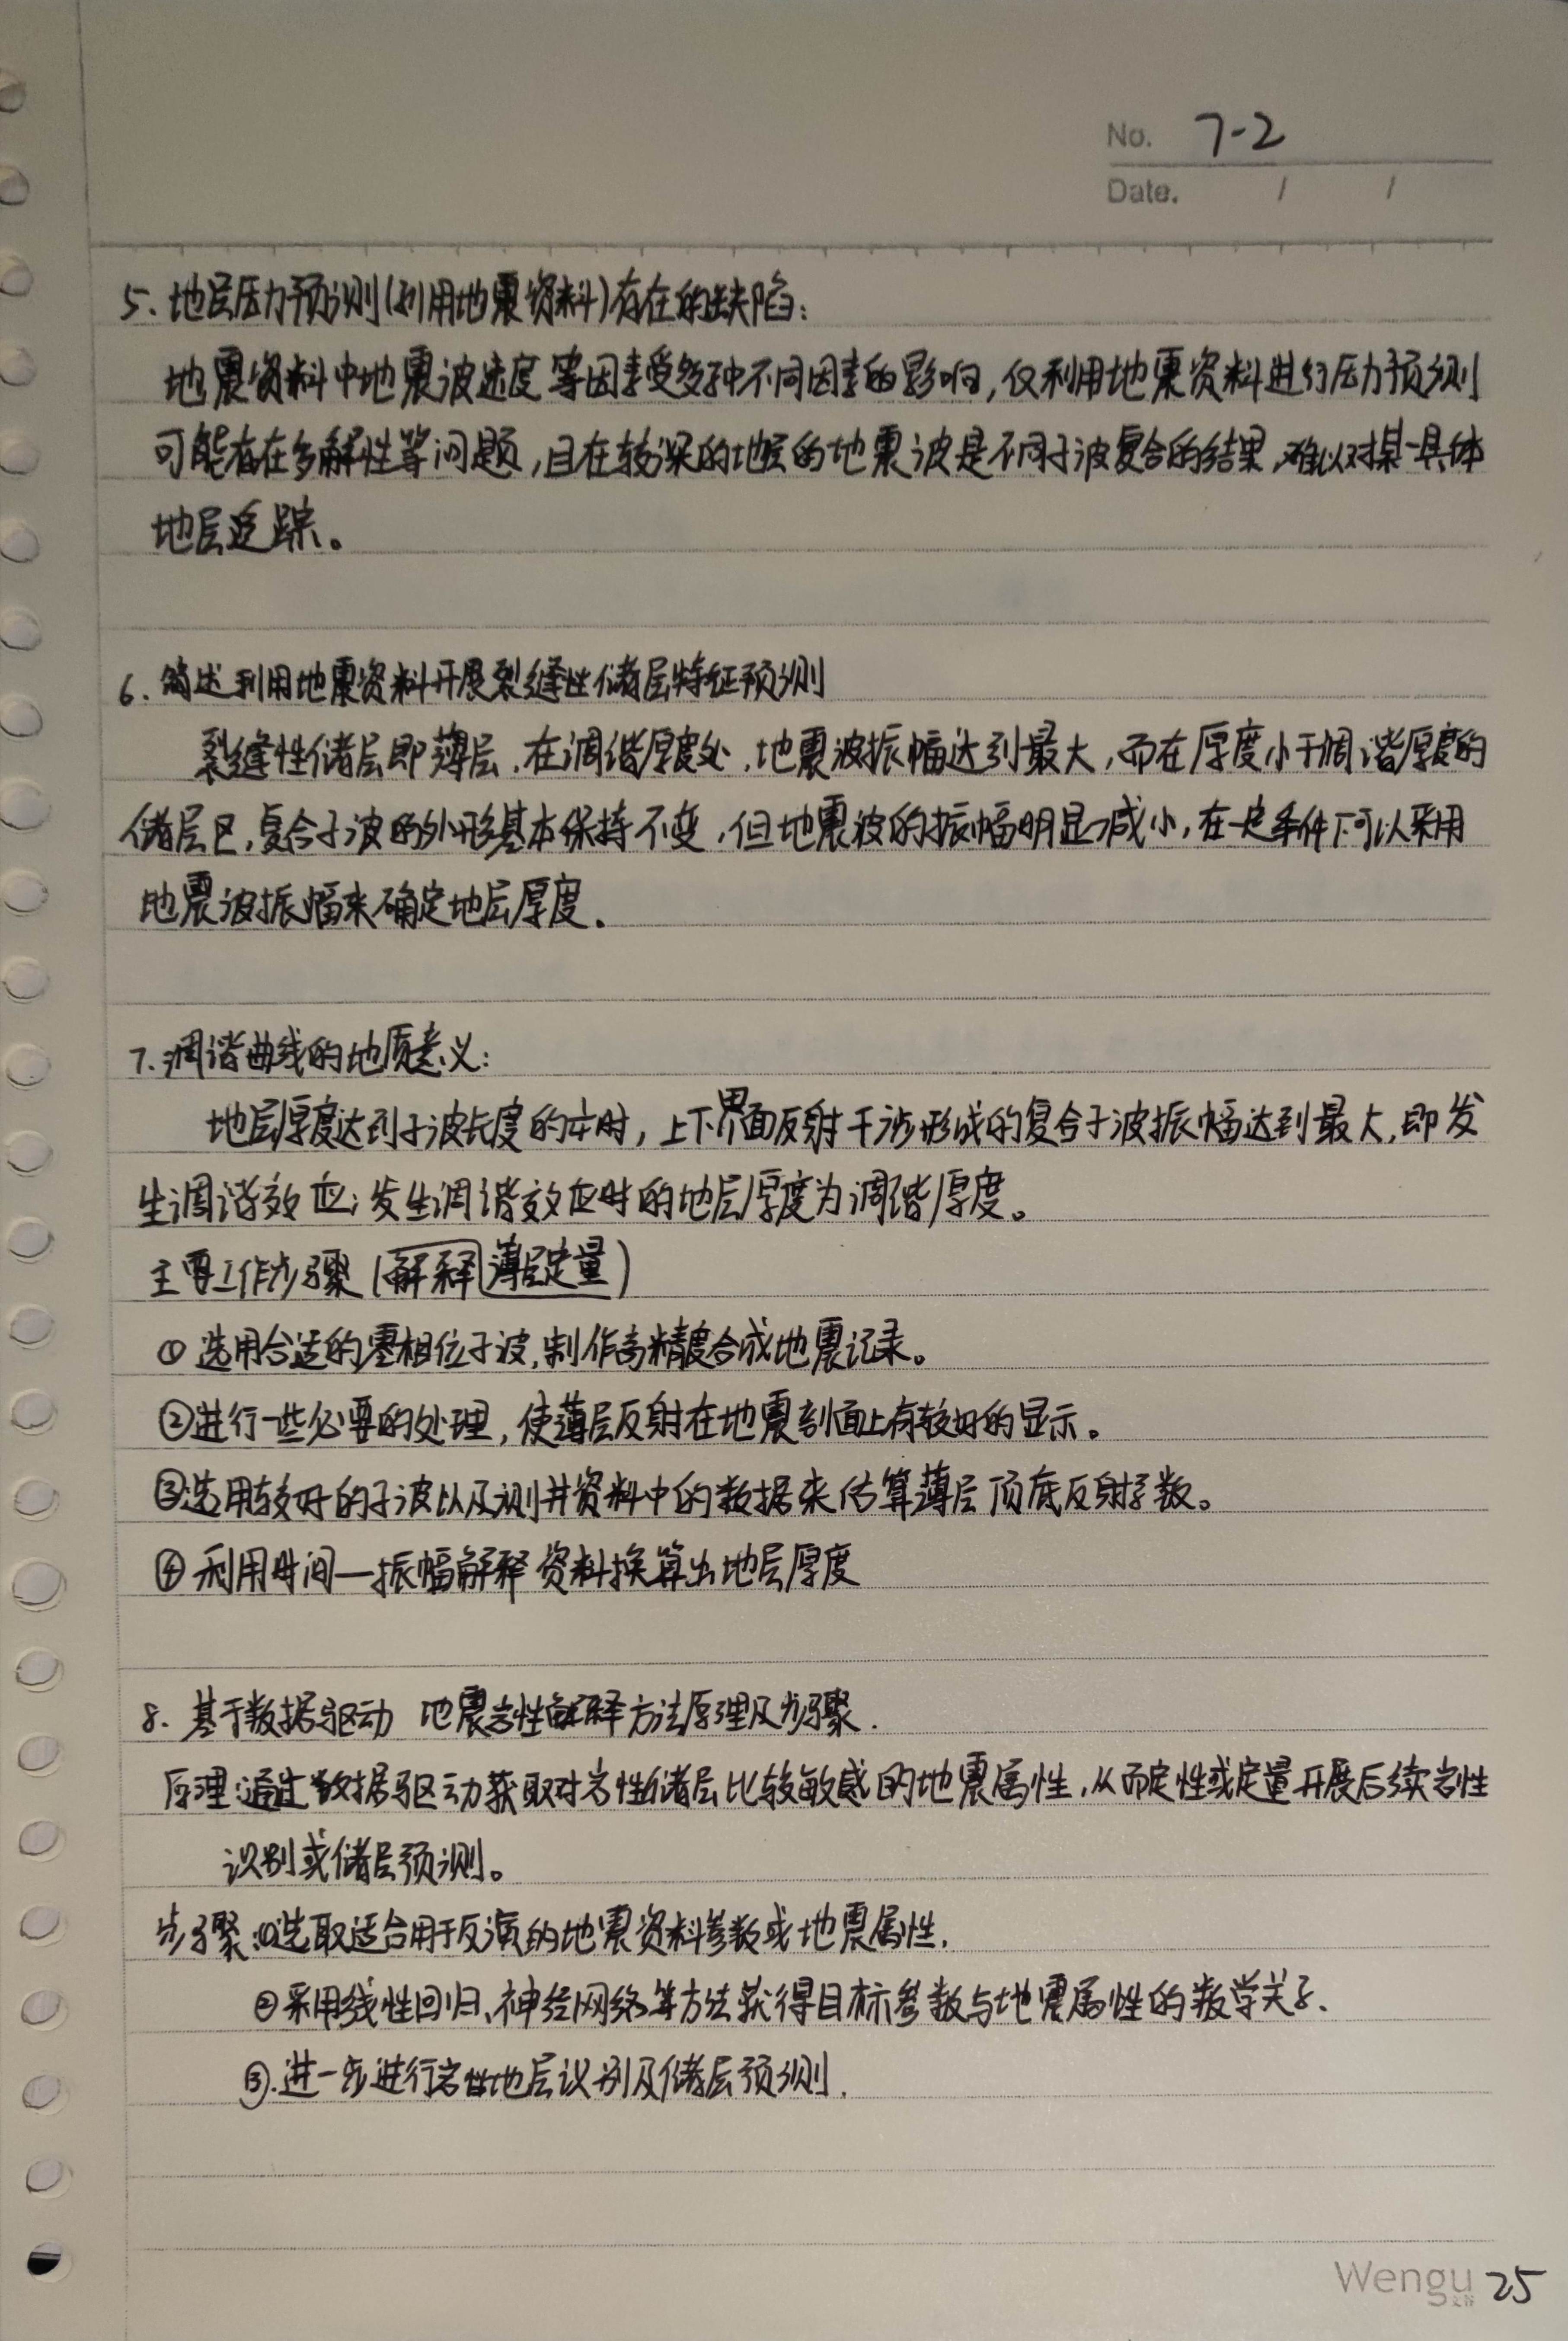 No. 7-2
Date. / /
5. 地层压力预测(利用地震资料)存在的缺陷:
地震资料中地震波速度等因素受多种不同因素的影响,仅利用地震资料进行压力预测
可能存在多解性等问题,且在较深的地层的地震波是不同子波复合的结果,难以对某一具体
地层追踪。
6. 简述利用地震资料开展裂缝性储层特征预测
裂缝性储层即薄层.在调谐厚度处,地震波振幅达到最大,而在厚度小于调谐厚度的
储层区,复合子波的外形基本保持不变,但地震波的振幅明显减小,在一定条件下可以采用
地震波振幅来确定地层厚度.
7.调谐曲线的地质意义:
地层厚度达到子波长度的 时,上下界面反射干涉形成的复合子波振幅达到最大,即发
生调谐效应;发生调谐效应时的地层厚度为调谐厚度。
主要工作步骤(解释薄层定量)
①选用合适的零相位子波,制作高精度合成地震记录。
②进行一些必要的处理,使薄层反射在地震剖面上有较好的显示。
③选用较好的子波以及测井资料中的数据来估算薄层顶底反射系数。
④利用时间—振幅解释资料换算出地层厚度
8. 基于数据驱动 地震岩性解释方法原理及步骤.
原理:通过数据驱动获取对岩性储层比较敏感的地震属性,从而定性或定量开展后续岩性
识别或储层预测。
步骤:①选取适合用于反演的地震资料参数或地震属性.
②采用线性回归、神经网络等方法获得目标参数与地震属性的数学关系.
③.进一步进行岩性地层识别及储层预测.
Wengu 25